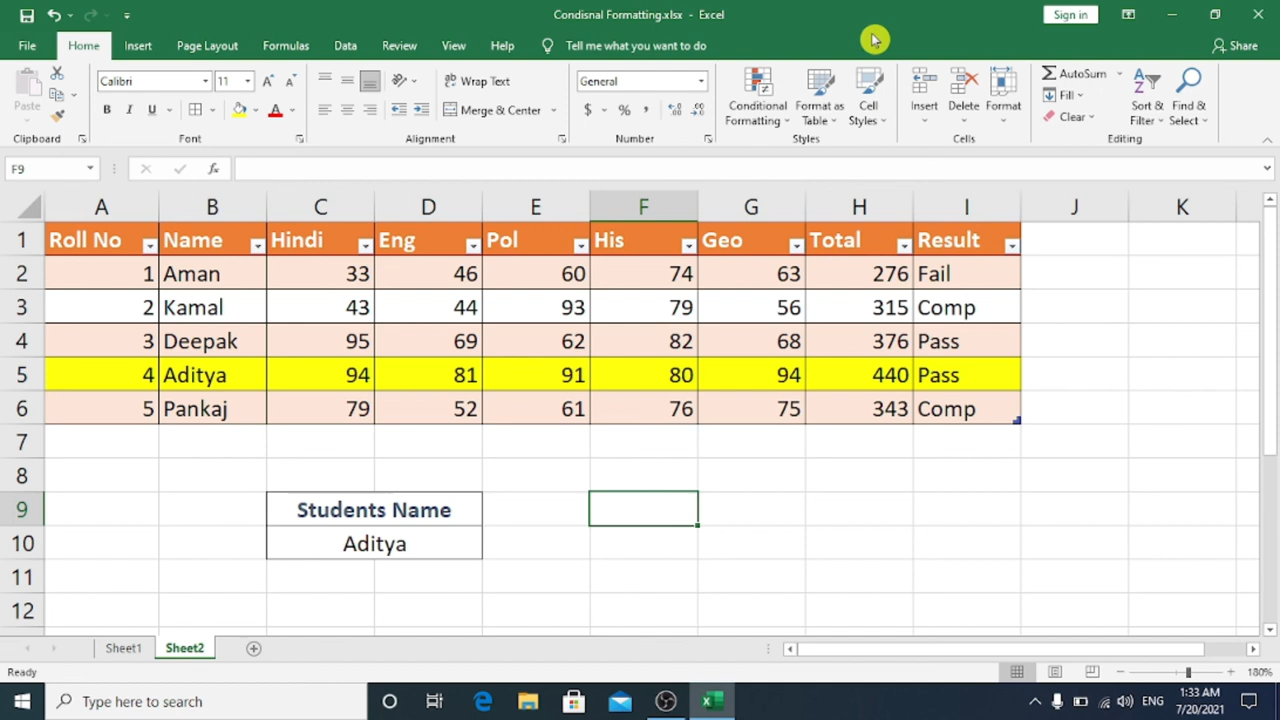 Condisnal Formatting.xlsx - Excel
Sign in
File Home Insert Page Layout Formulas Data Review View Help Tell me what you want to do Share
Paste
Clipboard
Calibri 11
B I U A
Font
Wrap Text
Merge & Center
Alignment
General
$ % ,
Number
Conditional Formatting
Format as Table
Cell Styles
Styles
Insert Delete Format
Cells
AutoSum
Fill
Clear
Sort & Filter
Find & Select
Editing
F9 fx
A B C D E F G H I J K
1 Roll No Name Hindi Eng Pol His Geo Total Result
2 1 Aman 33 46 60 74 63 276 Fail
3 2 Kamal 43 44 93 79 56 315 Comp
4 3 Deepak 95 69 62 82 68 376 Pass
5 4 Aditya 94 81 91 80 94 440 Pass
6 5 Pankaj 79 52 61 76 75 343 Comp
7
8
9 Students Name
10 Aditya
11
12
Sheet1 Sheet2
Ready 180%
Type here to search
ENG
1:33 AM
7/20/2021